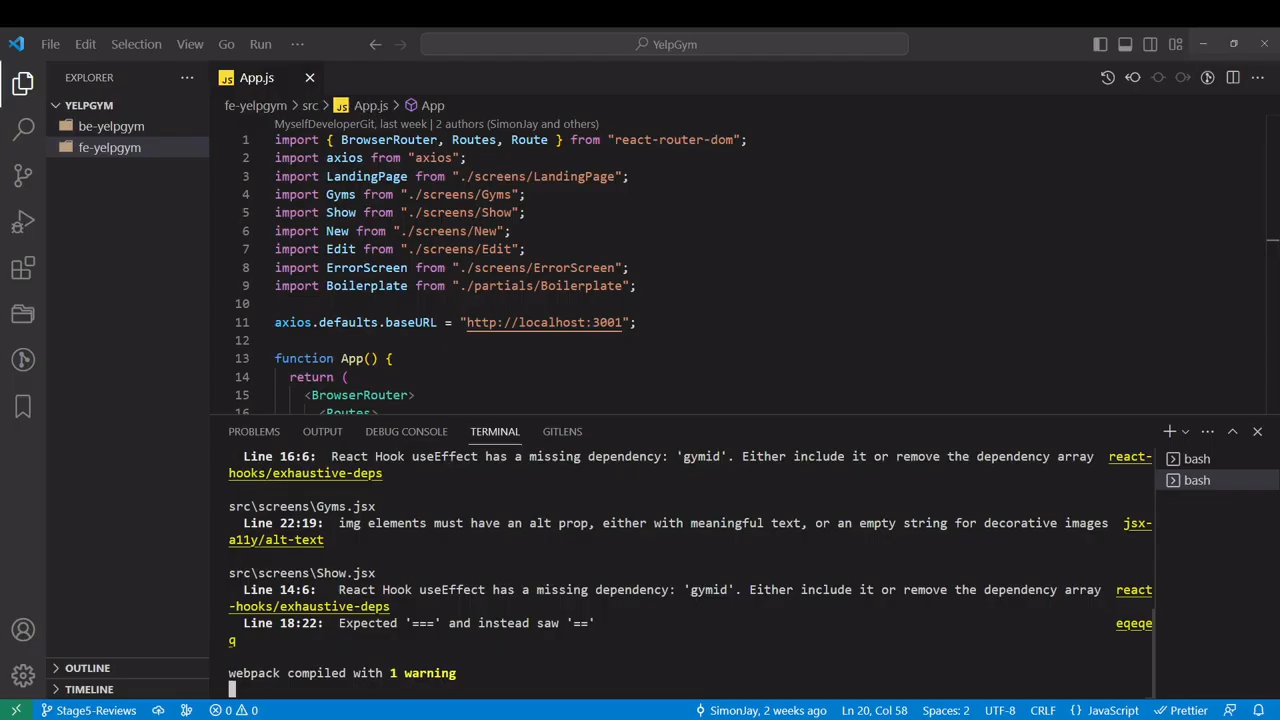 File Edit Selection View Go Run ··· YelpGym
EXPLORER ···
YELPGYM
be-yelpgym
fe-yelpgym
OUTLINE
TIMELINE
JS App.js
fe-yelpgym > src > JS App.js > App
MyselfDeveloperGit, last week | 2 authors (SimonJay and others)
1 import { BrowserRouter, Routes, Route } from "react-router-dom";
2 import axios from "axios";
3 import LandingPage from "./screens/LandingPage";
4 import Gyms from "./screens/Gyms";
5 import Show from "./screens/Show";
6 import New from "./screens/New";
7 import Edit from "./screens/Edit";
8 import ErrorScreen from "./screens/ErrorScreen";
9 import Boilerplate from "./partials/Boilerplate";
10
11 axios.defaults.baseURL = "http://localhost:3001";
12
13 function App() {
14 return (
15 <BrowserRouter>
16 <Routes>
PROBLEMS OUTPUT DEBUG CONSOLE TERMINAL GITLENS
Line 16:6: React Hook useEffect has a missing dependency: 'gymid'. Either include it or remove the dependency array react-
hooks/exhaustive-deps
src\screens\Gyms.jsx
Line 22:19: img elements must have an alt prop, either with meaningful text, or an empty string for decorative images jsx-
a11y/alt-text
src\screens\Show.jsx
Line 14:6: React Hook useEffect has a missing dependency: 'gymid'. Either include it or remove the dependency array react
-hooks/exhaustive-deps
Line 18:22: Expected '===' and instead saw '==' eqeqe
q
webpack compiled with 1 warning
bash
bash
Stage5-Reviews 0 0 SimonJay, 2 weeks ago Ln 20, Col 58 Spaces: 2 UTF-8 CRLF {} JavaScript Prettier